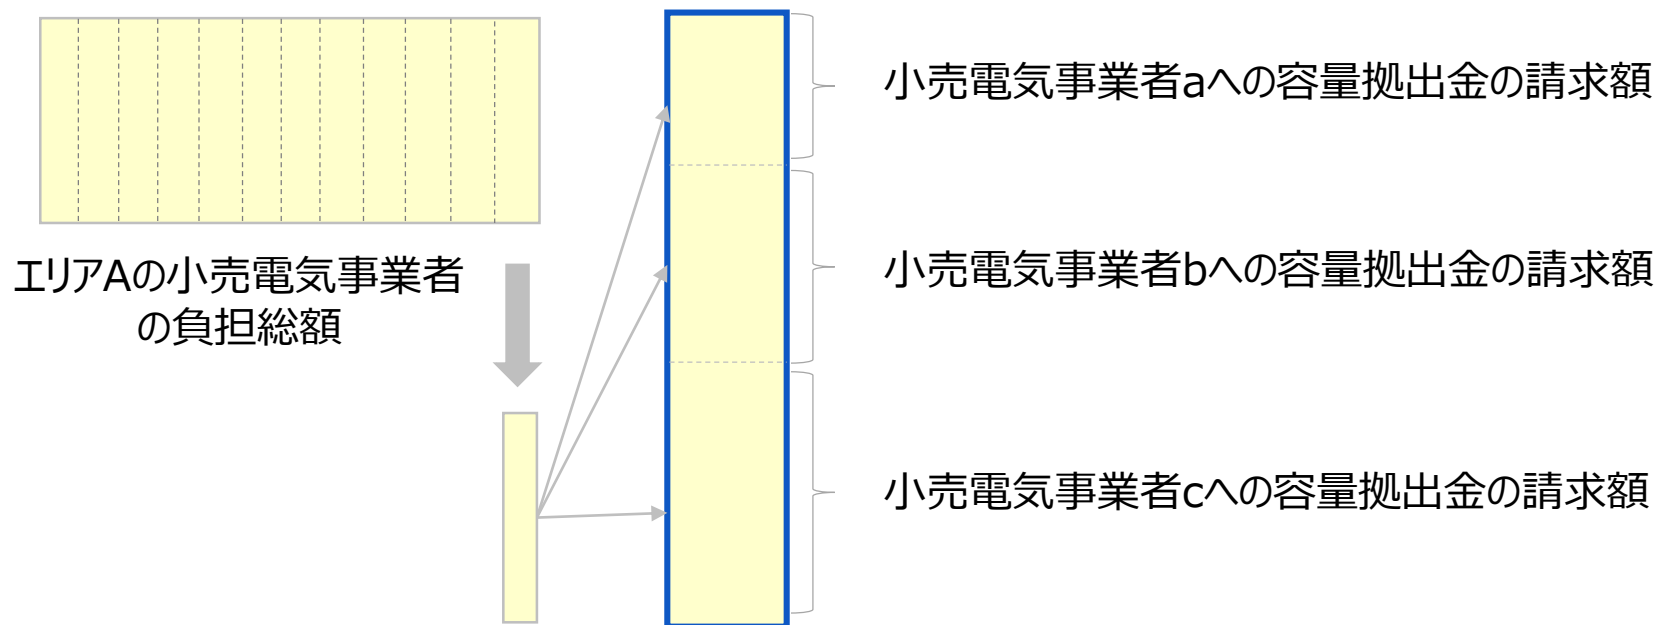 小売電気事業者aへの容量拠出金の請求額
エリアAの小売電気事業者
の負担総額
小売電気事業者bへの容量拠出金の請求額
小売電気事業者cへの容量拠出金の請求額